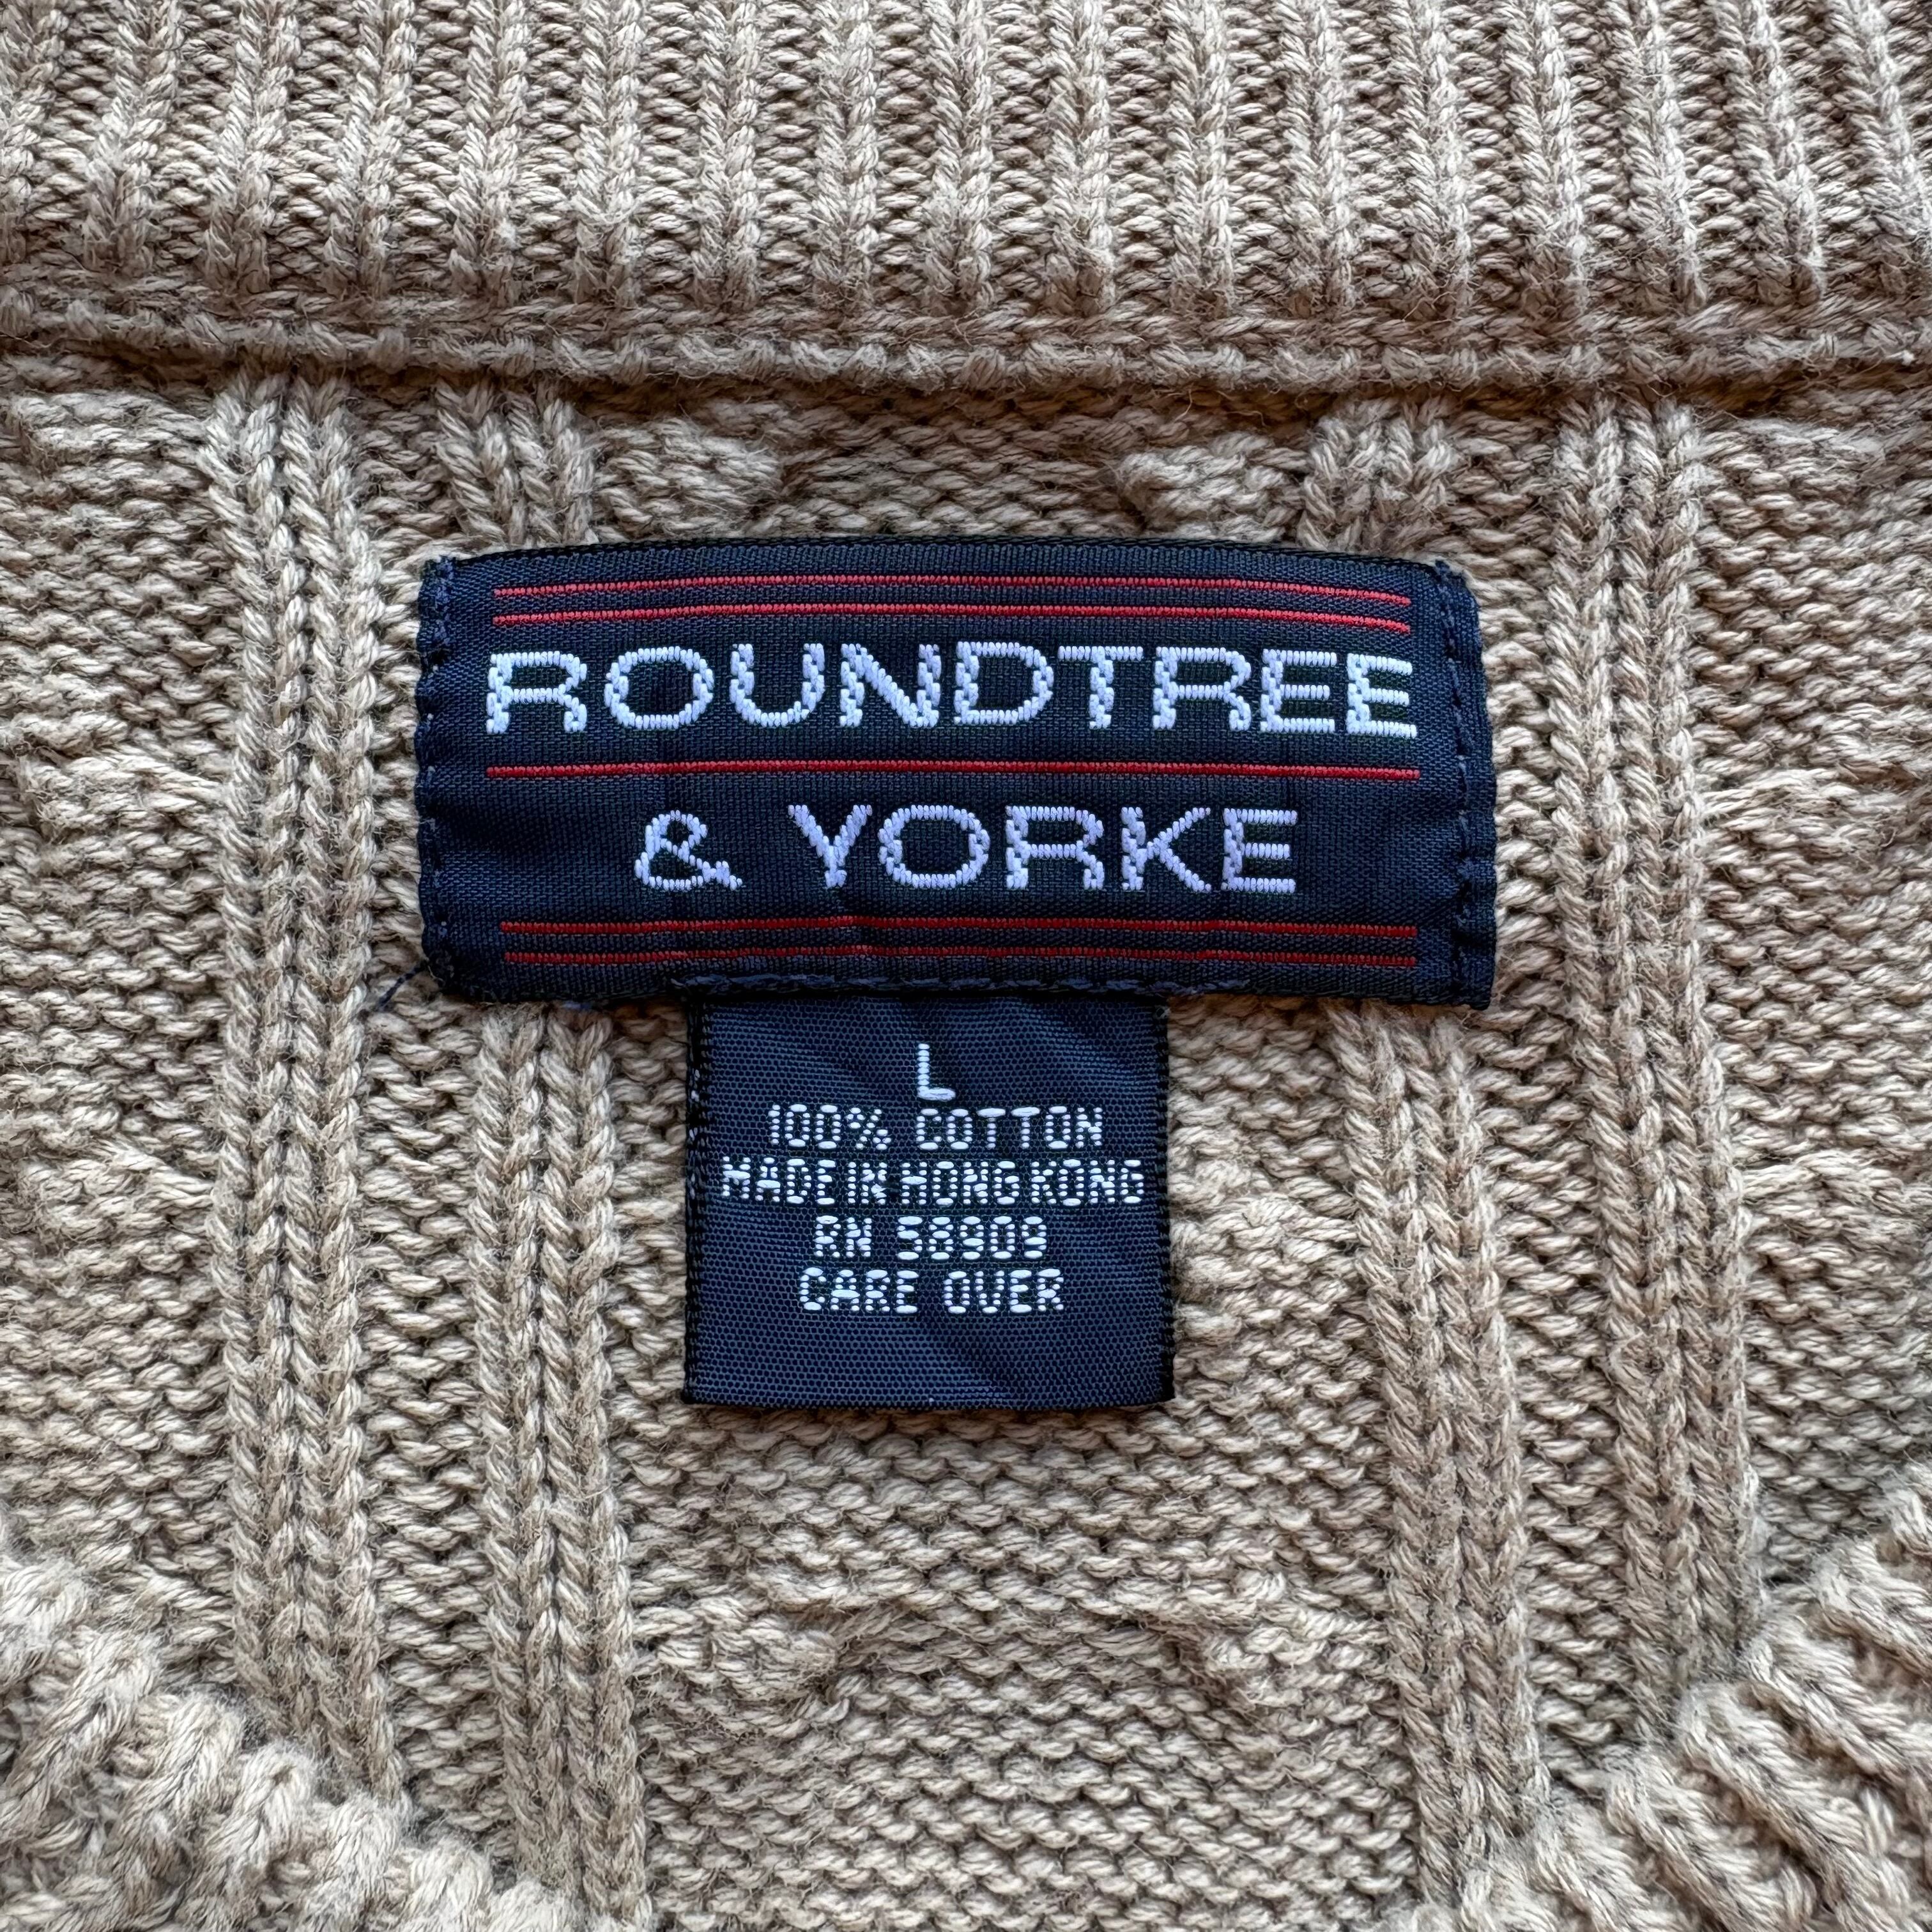 ROUNDTREE
& YORKE
L
100% COTTON
MADE IN HONG KONG
RN 58909
CARE OVER